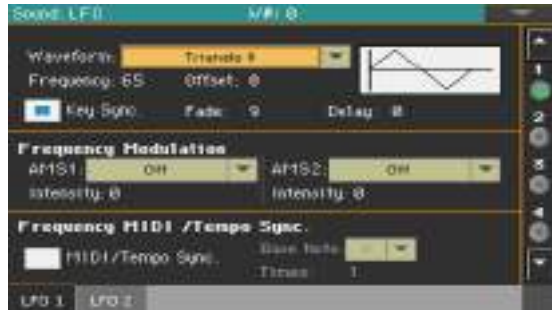 Sound: LFO
Waveform: Triangle 0
Frequency: 65 Offset: 0
Key Sync. Fade: 9 Delay: 0
Frequency Modulation
AMS1: Off AMS2: Off
Intensity: 0 Intensity: 0
Frequency MIDI /Tempo Sync.
MIDI/Tempo Sync. Base Note:
Times: 1
LFO 1 LFO 2
1
2
3
4